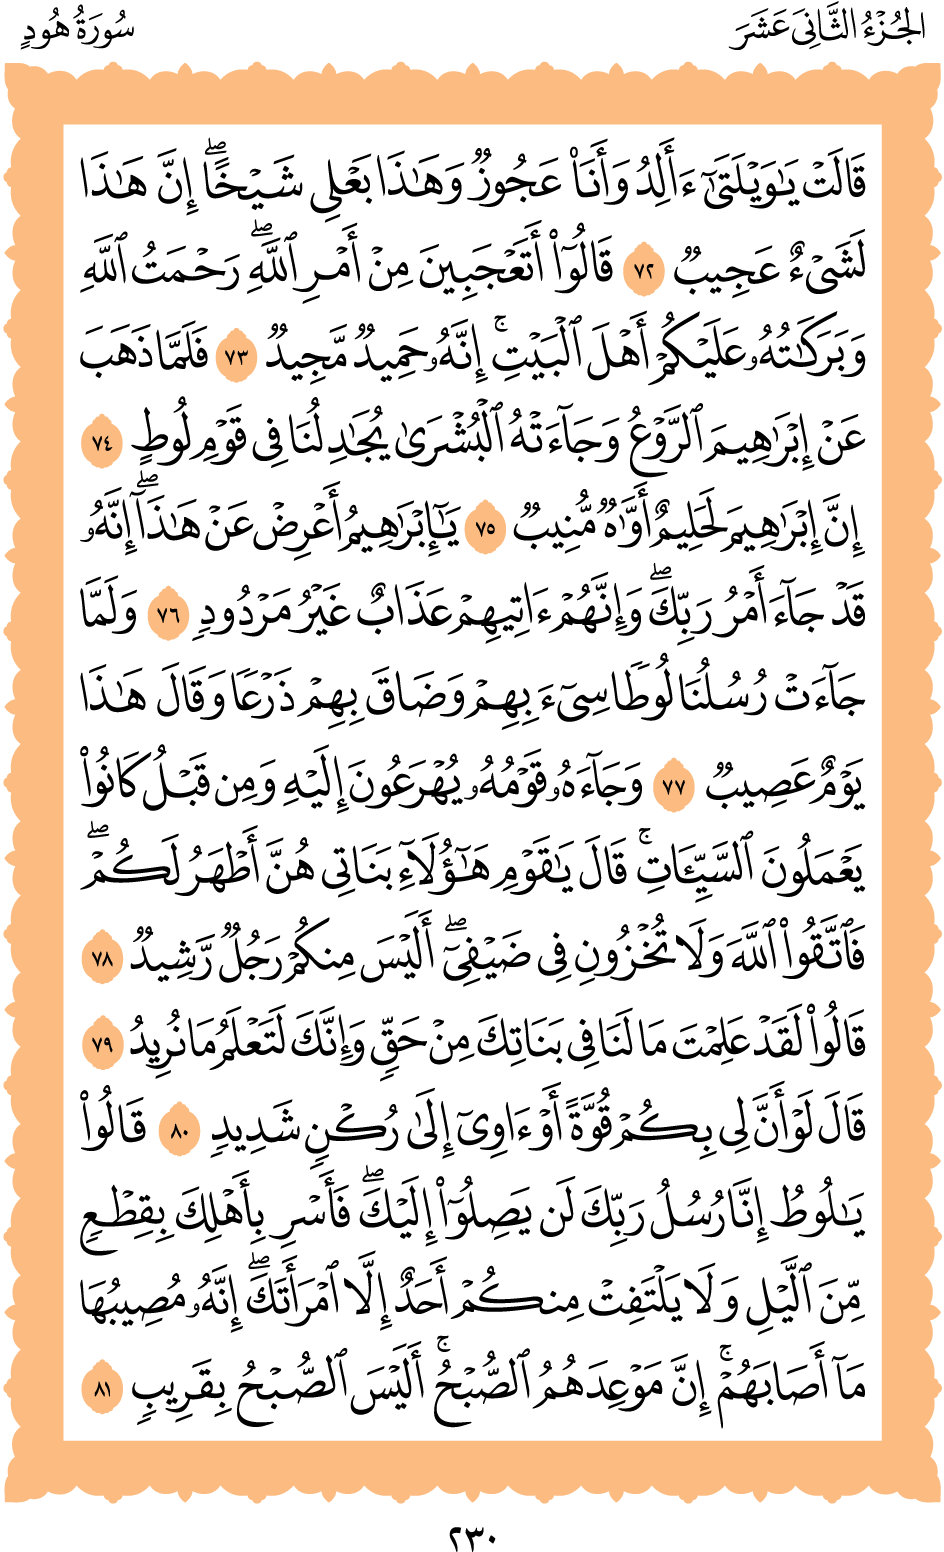 الجُزْءُ الثَّانِيَ عَشَرَ
سُورَةُ هُودٍ
قَالَتۡ يَٰوَيۡلَتَىٰٓ ءَأَلِدُ وَأَنَا۠ عَجُوزٞ وَهَٰذَا بَعۡلِي شَيۡخًاۖ إِنَّ هَٰذَا
لَشَيۡءٌ عَجِيبٞ ٧٢ قَالُوٓاْ أَتَعۡجَبِينَ مِنۡ أَمۡرِ ٱللَّهِۖ رَحۡمَتُ ٱللَّهِ
وَبَرَكَٰتُهُۥ عَلَيۡكُمۡ أَهۡلَ ٱلۡبَيۡتِۚ إِنَّهُۥ حَمِيدٞ مَّجِيدٞ ٧٣ فَلَمَّا ذَهَبَ
عَنۡ إِبۡرَٰهِيمَ ٱلرَّوۡعُ وَجَآءَتۡهُ ٱلۡبُشۡرَىٰ يُجَٰدِلُنَا فِي قَوۡمِ لُوطٍ ٧٤
إِنَّ إِبۡرَٰهِيمَ لَحَلِيمٌ أَوَّٰهٞ مُّنِيبٞ ٧٥ يَٰٓإِبۡرَٰهِيمُ أَعۡرِضۡ عَنۡ هَٰذَآۖ إِنَّهُۥ
قَدۡ جَآءَ أَمۡرُ رَبِّكَۖ وَإِنَّهُمۡ ءَاتِيهِمۡ عَذَابٌ غَيۡرُ مَرۡدُودٖ ٧٦ وَلَمَّا
جَآءَتۡ رُسُلُنَا لُوطٗا سِيٓءَ بِهِمۡ وَضَاقَ بِهِمۡ ذَرۡعٗا وَقَالَ هَٰذَا
يَوۡمٌ عَصِيبٞ ٧٧ وَجَآءَهُۥ قَوۡمُهُۥ يُهۡرَعُونَ إِلَيۡهِ وَمِن قَبۡلُ كَانُواْ
يَعۡمَلُونَ ٱلسَّيِّـَٔاتِۚ قَالَ يَٰقَوۡمِ هَٰٓؤُلَآءِ بَنَاتِي هُنَّ أَطۡهَرُ لَكُمۡۖ
فَٱتَّقُواْ ٱللَّهَ وَلَا تُخۡزُونِ فِي ضَيۡفِيٓۖ أَلَيۡسَ مِنكُمۡ رَجُلٞ رَّشِيدٞ ٧٨
قَالُواْ لَقَدۡ عَلِمۡتَ مَا لَنَا فِي بَنَاتِكَ مِنۡ حَقّٖ وَإِنَّكَ لَتَعۡلَمُ مَا نُرِيدُ ٧٩
قَالَ لَوۡ أَنَّ لِي بِكُمۡ قُوَّةً أَوۡ ءَاوِيٓ إِلَىٰ رُكۡنٖ شَدِيدٖ ٨٠ قَالُواْ
يَٰلُوطُ إِنَّا رُسُلُ رَبِّكَ لَن يَصِلُوٓاْ إِلَيۡكَۖ فَأَسۡرِ بِأَهۡلِكَ بِقِطۡعٖ
مِّنَ ٱلَّيۡلِ وَلَا يَلۡتَفِتۡ مِنكُمۡ أَحَدٌ إِلَّا ٱمۡرَأَتَكَۖ إِنَّهُۥ مُصِيبُهَا
مَآ أَصَابَهُمۡۚ إِنَّ مَوۡعِدَهُمُ ٱلصُّبۡحُۚ أَلَيۡسَ ٱلصُّبۡحُ بِقَرِيبٖ ٨١
٢٣٠